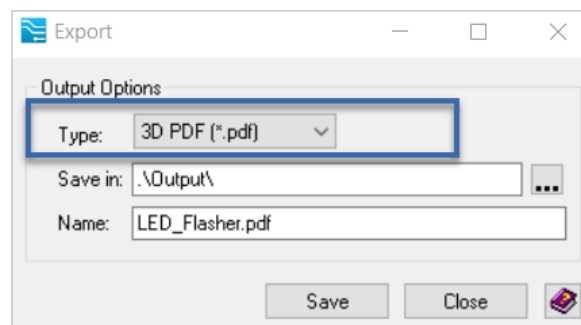 Export
Output Options
Type: 3D PDF (*.pdf)
Save in: .\Output\ ...
Name: LED_Flasher.pdf
Save Close